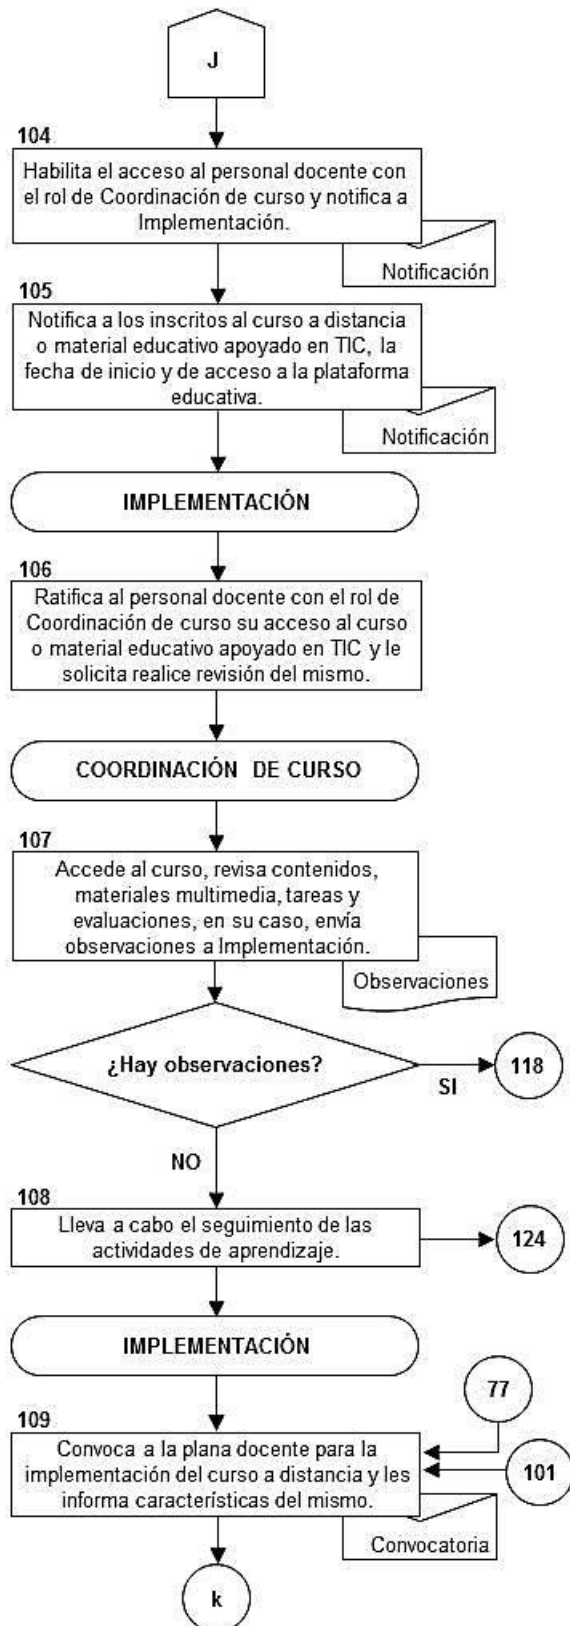 J
104
Habilita el acceso al personal docente con
el rol de Coordinación de curso y notifica a
Implementación.
Notificación
105
Notifica a los inscritos al curso a distancia
o material educativo apoyado en TIC, la
fecha de inicio y de acceso a la plataforma
educativa.
Notificación
IMPLEMENTACIÓN
106
Ratifica al personal docente con el rol de
Coordinación de curso su acceso al curso
o material educativo apoyado en TIC y le
solicita realice revisión del mismo.
COORDINACIÓN DE CURSO
107
Accede al curso, revisa contenidos,
materiales multimedia, tareas y
evaluaciones, en su caso, envía
observaciones a Implementación.
Observaciones
¿Hay observaciones?
118
SI
NO
108
Lleva a cabo el seguimiento de las
actividades de aprendizaje.
124
IMPLEMENTACIÓN
77
109
Convoca a la plana docente para la
implementación del curso a distancia y les
informa características del mismo.
101
Convocatoria
k